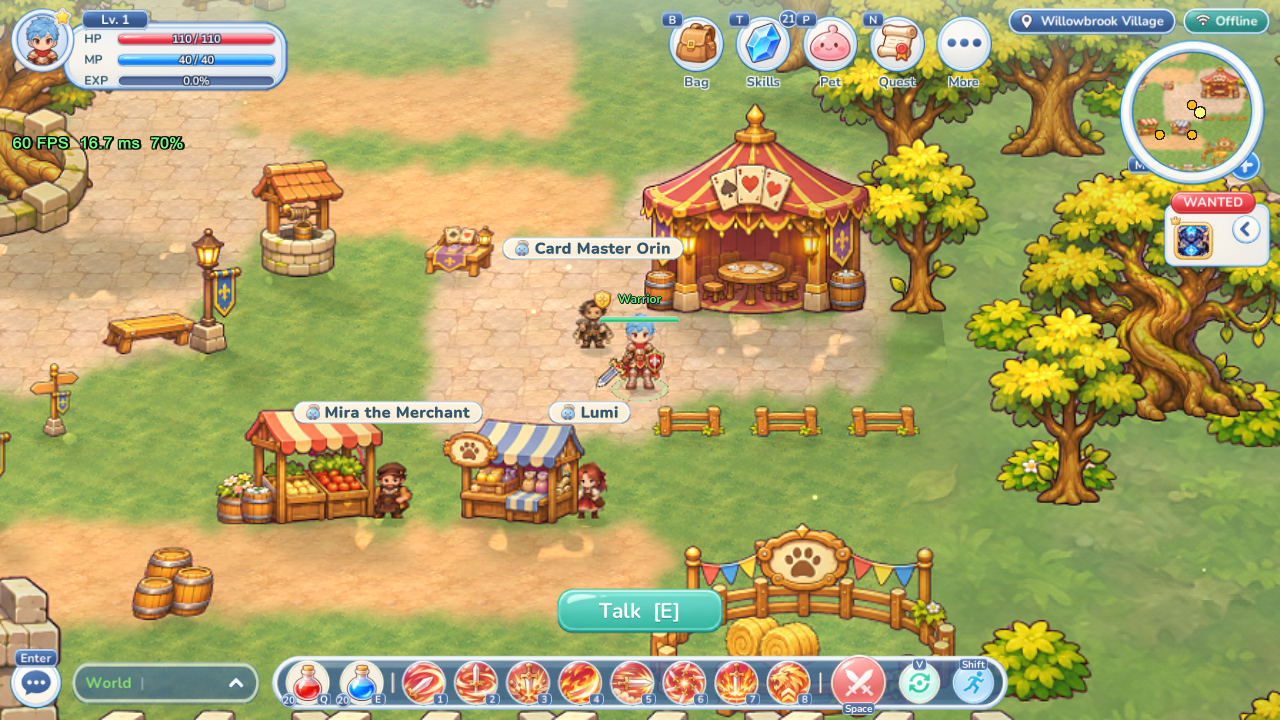 Lv. 1
HP 110/110
MP 40/40
EXP 0.0%
60 FPS 16.7 ms 70%
B T 21 P N
Bag Skills Pet Quest More
Willowbrook Village
Offline
M
WANTED
Card Master Orin
Warrior
Mira the Merchant
Lumi
Talk [E]
Enter
World
20 Q 20 E 1 2 3 4 5 6 7 8
Space
V
Shift